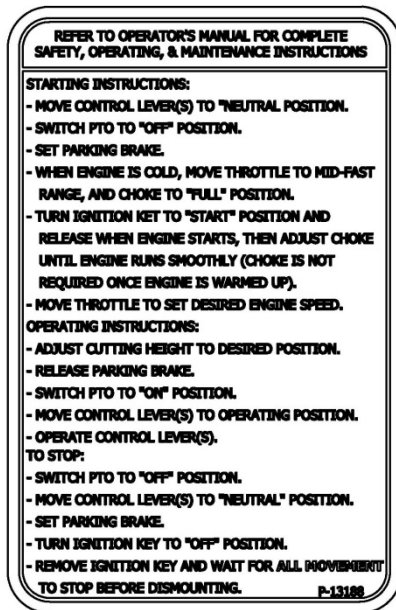 REFER TO OPERATOR'S MANUAL FOR COMPLETE
SAFETY, OPERATING, & MAINTENANCE INSTRUCTIONS
STARTING INSTRUCTIONS:
- MOVE CONTROL LEVER(S) TO "NEUTRAL POSITION.
- SWITCH PTO TO "OFF" POSITION.
- SET PARKING BRAKE.
- WHEN ENGINE IS COLD, MOVE THROTTLE TO MID-FAST
RANGE, AND CHOKE TO "FULL" POSITION.
- TURN IGNITION KET TO "START" POSITION AND
RELEASE WHEN ENGINE STARTS, THEN ADJUST CHOKE
UNTIL ENGINE RUNS SMOOTHLY (CHOKE IS NOT
REQUIRED ONCE ENGINE IS WARMED UP).
- MOVE THROTTLE TO SET DESIRED ENGINE SPEED.
OPERATING INSTRUCTIONS:
- ADJUST CUTTING HEIGHT TO DESIRED POSITION.
- RELEASE PARKING BRAKE.
- SWITCH PTO TO "ON" POSITION.
- MOVE CONTROL LEVER(S) TO OPERATING POSITION.
- OPERATE CONTROL LEVER(S).
TO STOP:
- SWITCH PTO TO "OFF" POSITION.
- MOVE CONTROL LEVER(S) TO "NEUTRAL" POSITION.
- SET PARKING BRAKE.
- TURN IGNITION KEY TO "OFF" POSITION.
- REMOVE IGNITION KEY AND WAIT FOR ALL MOVEMENT
TO STOP BEFORE DISMOUNTING. P-13188